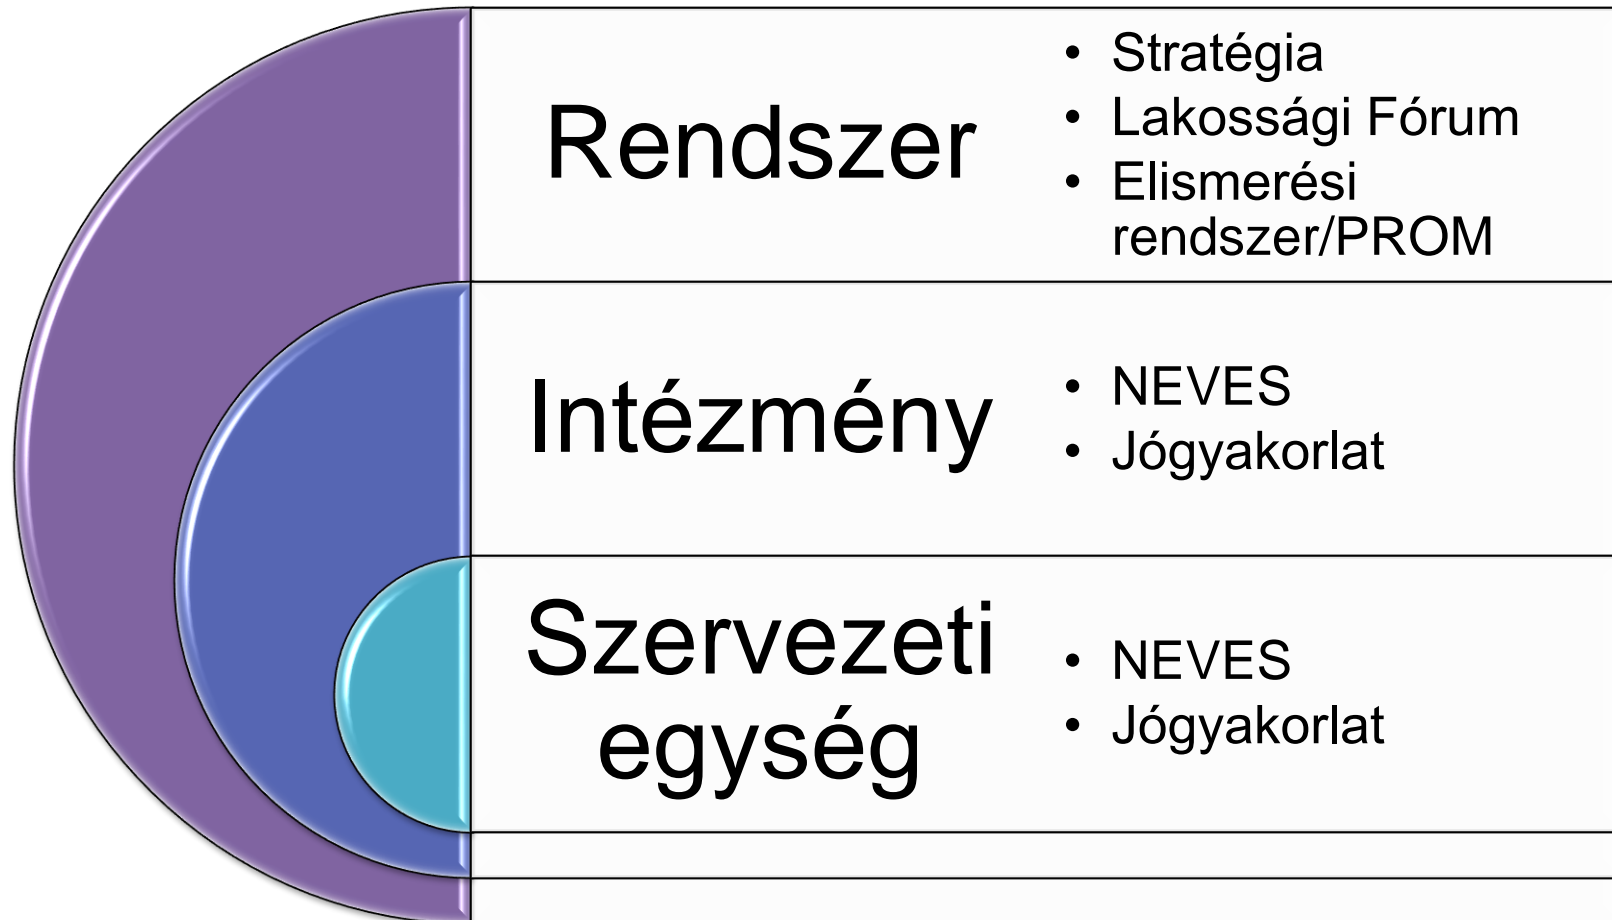 Rendszer
• Stratégia
• Lakossági Fórum
• Elismerési
rendszer/PROM
Intézmény
• NEVES
• Jógyakorlat
Szervezeti
egység
• NEVES
• Jógyakorlat